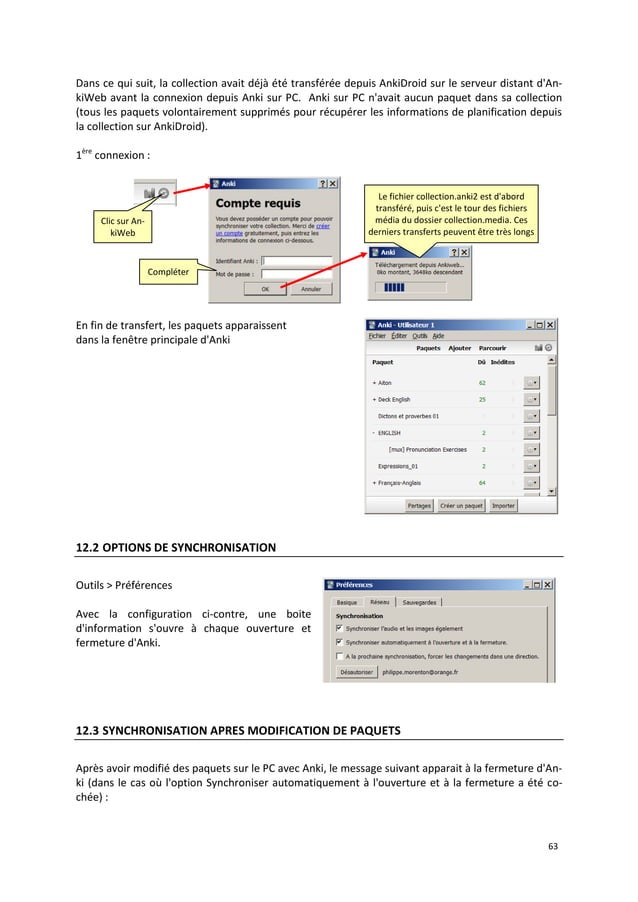 Dans ce qui suit, la collection avait déjà été transférée depuis AnkiDroid sur le serveur distant d'An-
kiWeb avant la connexion depuis Anki sur PC. Anki sur PC n'avait aucun paquet dans sa collection
(tous les paquets volontairement supprimés pour récupérer les informations de planification depuis
la collection sur AnkiDroid).
1ère connexion :
Clic sur An-
kiWeb
Compléter
Anki
Compte requis
Vous devez posséder un compte pour pouvoir
synchroniser votre collection. Merci de créer
un compte gratuitement, puis entrez les
informations de connexion ci-dessous.
Identifiant Anki :
Mot de passe :
OK Annuler
Le fichier collection.anki2 est d'abord
transféré, puis c'est le tour des fichiers
média du dossier collection.media. Ces
derniers transferts peuvent être très longs
Anki
Téléchargement depuis Ankiweb...
0ko montant, 3648ko descendant
En fin de transfert, les paquets apparaissent
dans la fenêtre principale d'Anki
Anki - Utilisateur 1
Fichier Éditer Outils Aide
Paquets Ajouter Parcourir
Paquet Dû Inédites
+ Aiton 62
+ Deck English 25
Dictons et proverbes 01
- ENGLISH 2
[mux] Pronunciation Exercises 2
Expressions_01 2
+ Français-Anglais 64
Partages Créer un paquet Importer
12.2 OPTIONS DE SYNCHRONISATION
Outils > Préférences
Avec la configuration ci-contre, une boite
d'information s'ouvre à chaque ouverture et
fermeture d'Anki.
Préférences
Basique Réseau Sauvegardes
Synchronisation
Synchroniser l'audio et les images également
Synchroniser automatiquement à l'ouverture et à la fermeture.
A la prochaine synchronisation, forcer les changements dans une direction.
Désautoriser philippe.morenton@orange.fr
12.3 SYNCHRONISATION APRES MODIFICATION DE PAQUETS
Après avoir modifié des paquets sur le PC avec Anki, le message suivant apparait à la fermeture d'An-
ki (dans le cas où l'option Synchroniser automatiquement à l'ouverture et à la fermeture a été co-
chée) :
63